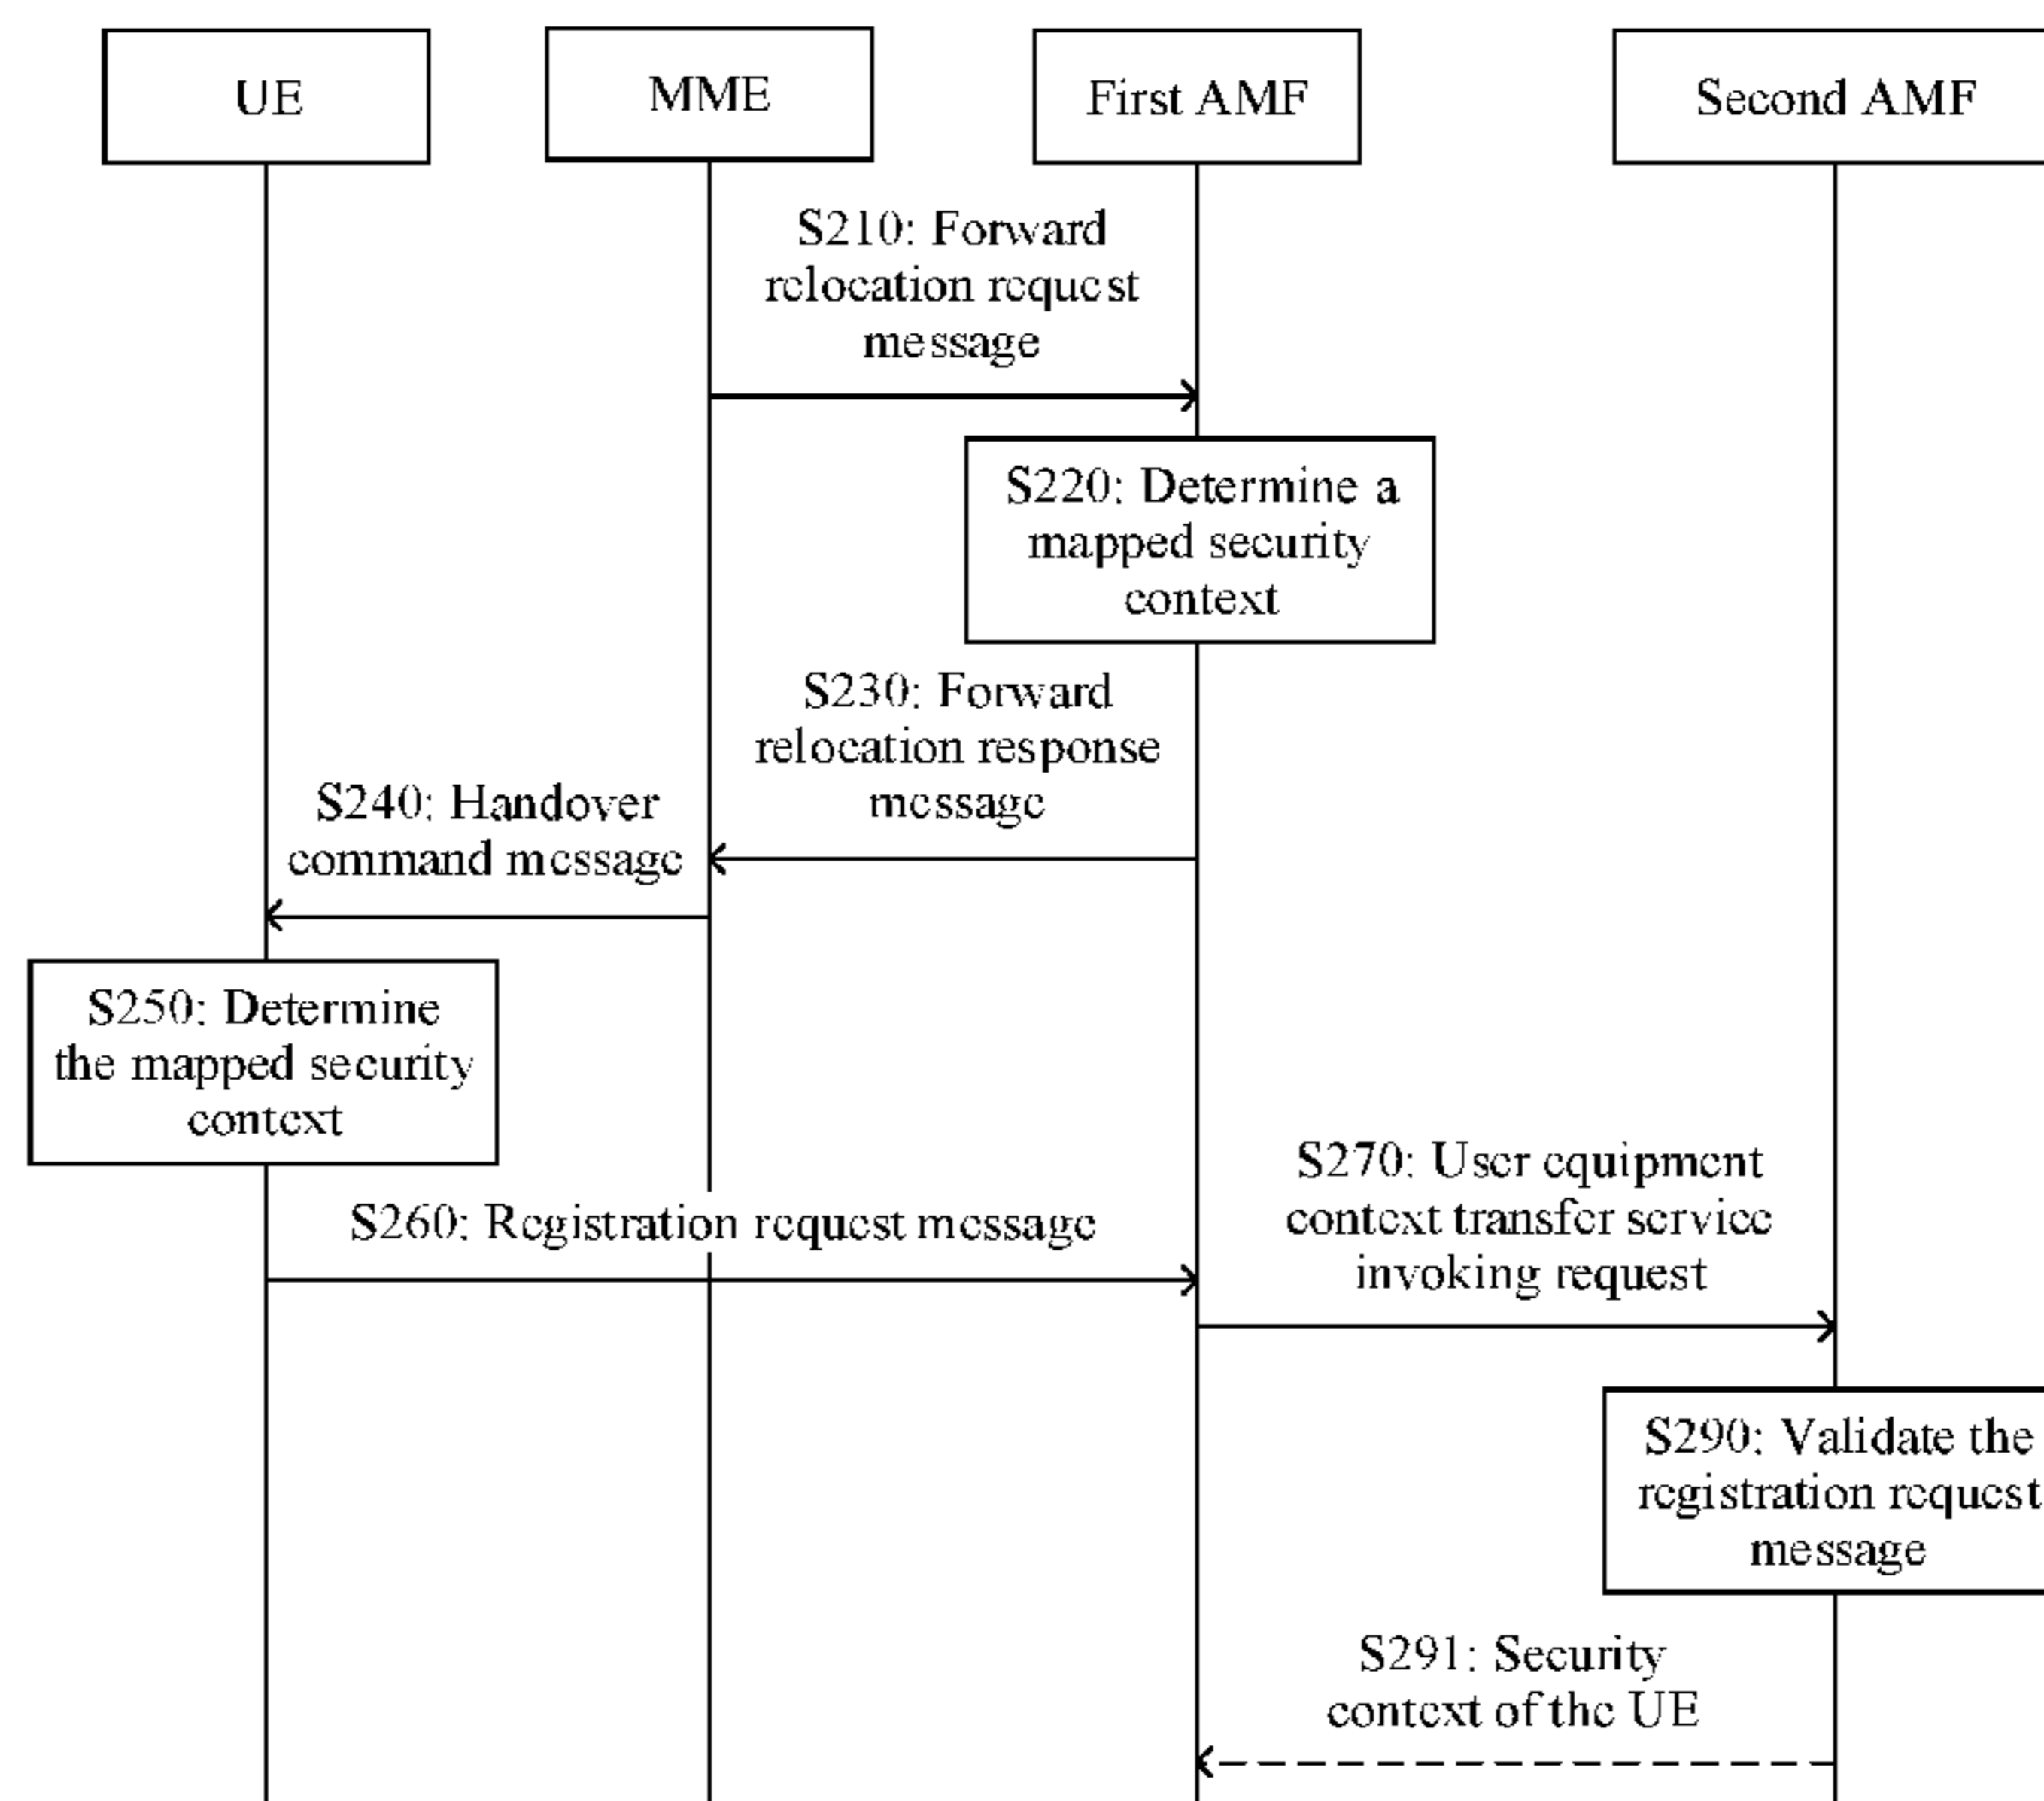 UE
MME
First AMF
Second AMF
S210: Forward
relocation request
message
S220: Determine a
mapped security
context
S230: Forward
relocation response
message
S240: Handover
command message
S250: Determine
the mapped security
context
S260: Registration request message
S270: User equipment
context transfer service
invoking request
S290: Validate the
registration request
message
S291: Security
context of the UE